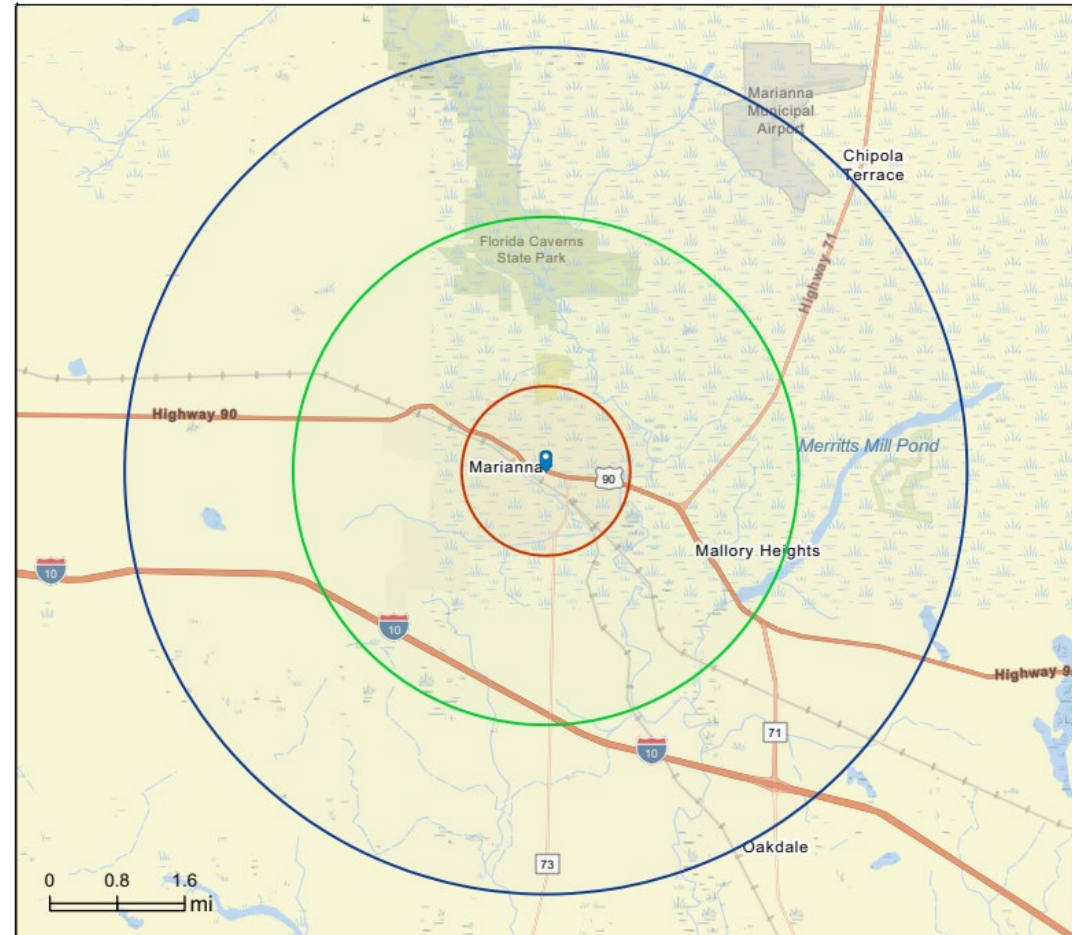 Marianna
Municipal
Airport
Chipola
Terrace
Florida Caverns
State Park
Highway 71
Highway 90
Merritts Mill Pond
Marianna
90
Mallory Heights
10
10
Highway 9
71
10
Oakdale
73
0 0.8 1.6
mi